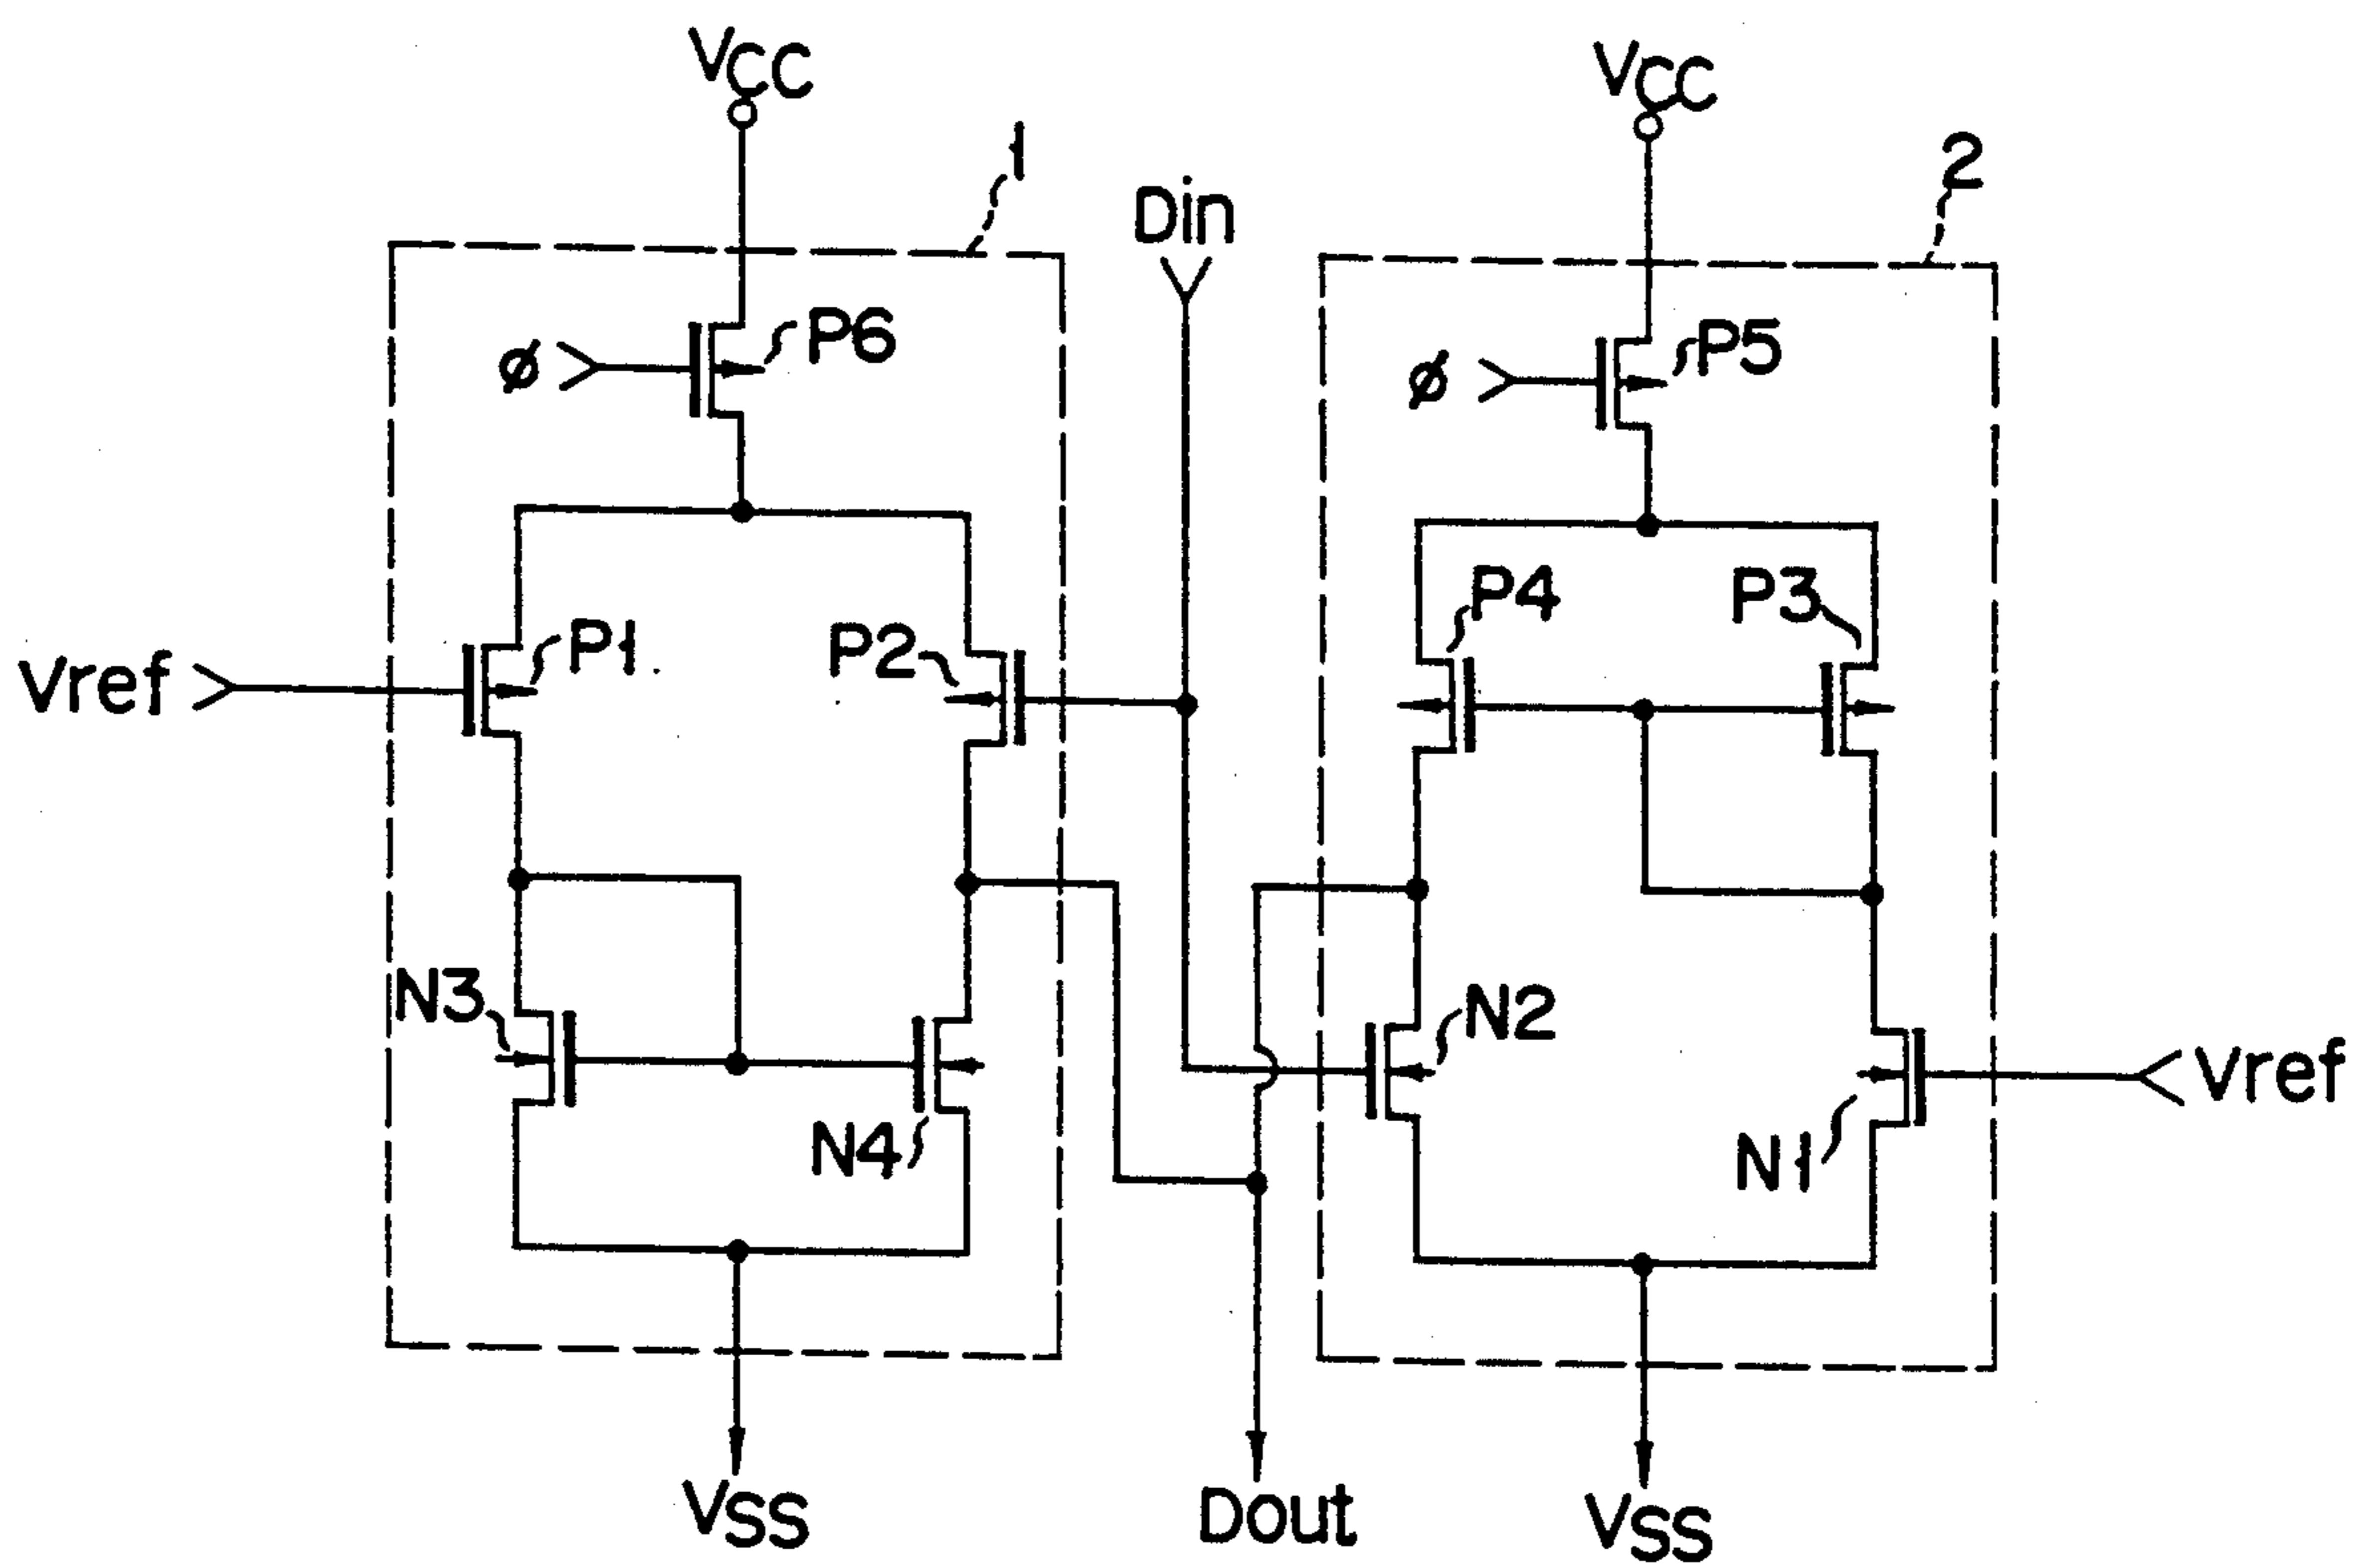 VCC
VCC
1
2
Din
P6
P5
ø
ø
P4
P3
P1
P2
Vref
N3
N2
Vref
N4
N1
VSS
Dout
VSS